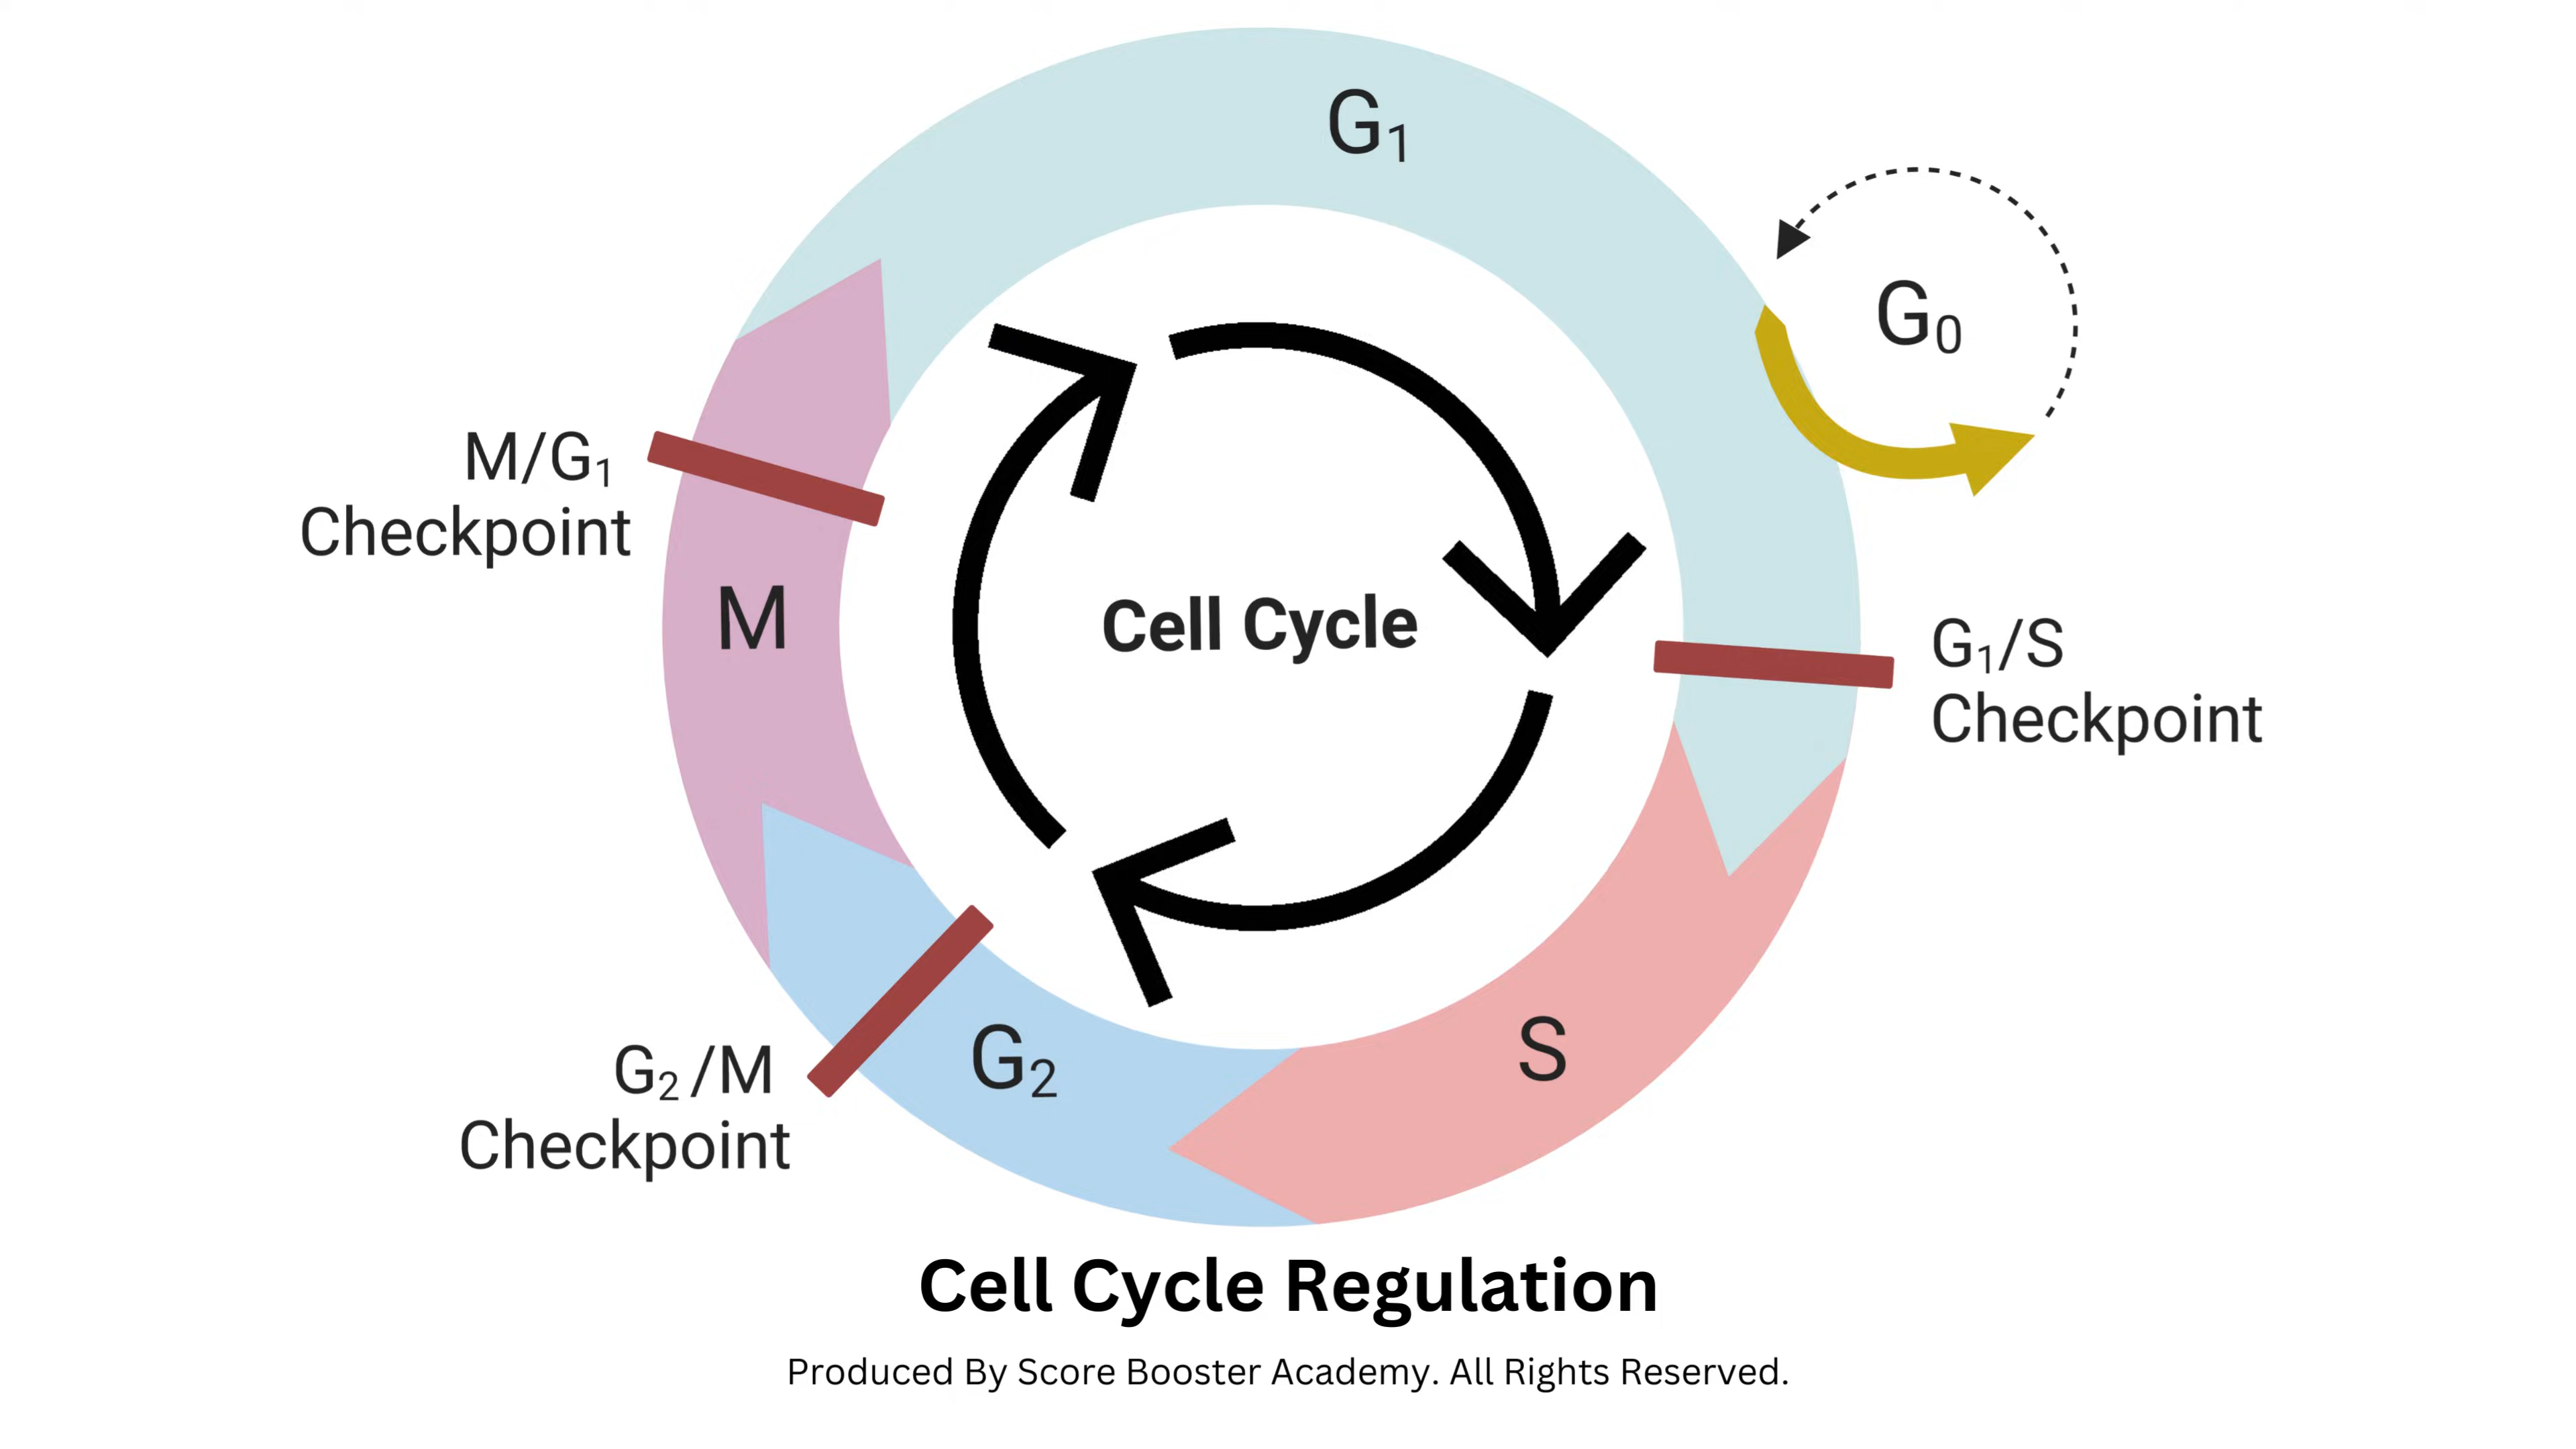 G₁
G₀
M/G₁
Checkpoint
M
Cell Cycle
G₁/S
Checkpoint
G₂ /M
Checkpoint
G₂
S
Cell Cycle Regulation
Produced By Score Booster Academy. All Rights Reserved.